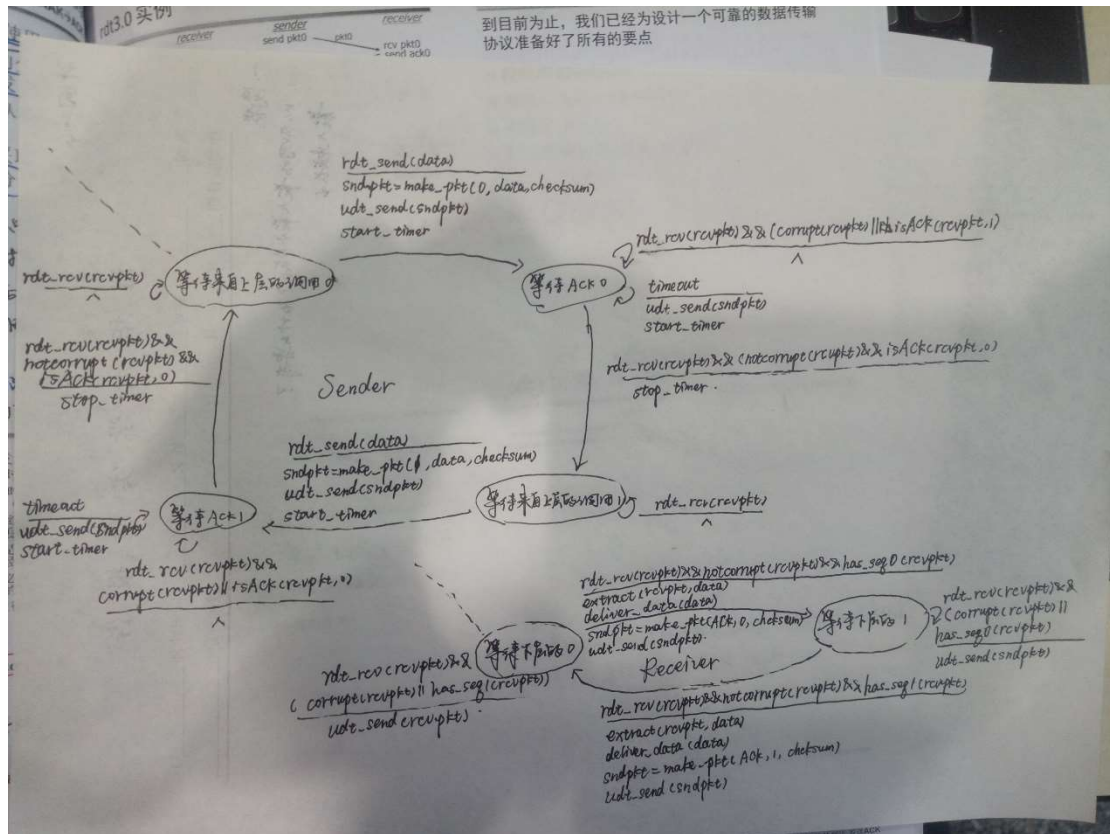 rdt3.0 实例
receiver
sender
receiver
send pkt0
pkt0
rcv pkt0
send ack0
到目前为止，我们已经为设计一个可靠的数据传输
协议准备好了所有的要点
rdt_send(data)
sndpkt=make_pkt(0, data, checksum)
udt_send(sndpkt)
start_timer
rdt_rcv(rcvpkt)
Λ
等待来自上层的调用0
等待ACK0
rdt_rcv(rcvpkt)&&(corrupt(rcvpkt)||isACK(rcvpkt,1)
Λ
timeout
udt_send(sndpkt)
start_timer
rdt_rcv(rcvpkt)&&
notcorrupt(rcvpkt)&&
isACK(rcvpkt,0)
stop_timer
rdt_rcv(rcvpkt)&&(notcorrupt(rcvpkt)&&isACK(rcvpkt,0)
stop_timer.
Sender
rdt_send(data)
sndpkt=make_pkt(1, data, checksum)
udt_send(sndpkt)
start_timer
等待来自上层的调用1
rdt_rcv(rcvpkt)
Λ
timeout
udt_send(sndpkt)
start_timer
等待ACK1
rdt_rcv(rcvpkt)&&
corrupt(rcvpkt)||isACK(rcvpkt,0)
Λ
rdt_rcv(rcvpkt)&&notcorrupt(rcvpkt)&&has_seq0(rcvpkt)
extract(rcvpkt,data)
deliver_data(data)
sndpkt=make_pkt(ACK,0,chcksum)
udt_send(sndpkt).
等待下层的0
等待下层的1
rdt_rcv(rcvpkt)&&
(corrupt(rcvpkt)||
has_seq0(rcvpkt)
udt_send(sndpkt)
Receiver
rdt_rcv(rcvpkt)&&
(corrupt(rcvpkt)||has_seq1(rcvpkt))
udt_send(rcvpkt).
rdt_rcv(rcvpkt)&&notcorrupt(rcvpkt)&&has_seq1(rcvpkt)
extract(rcvpkt,data)
deliver_data(data)
sndpkt=make_pkt(ACK,1,chcksum)
udt_send(sndpkt)